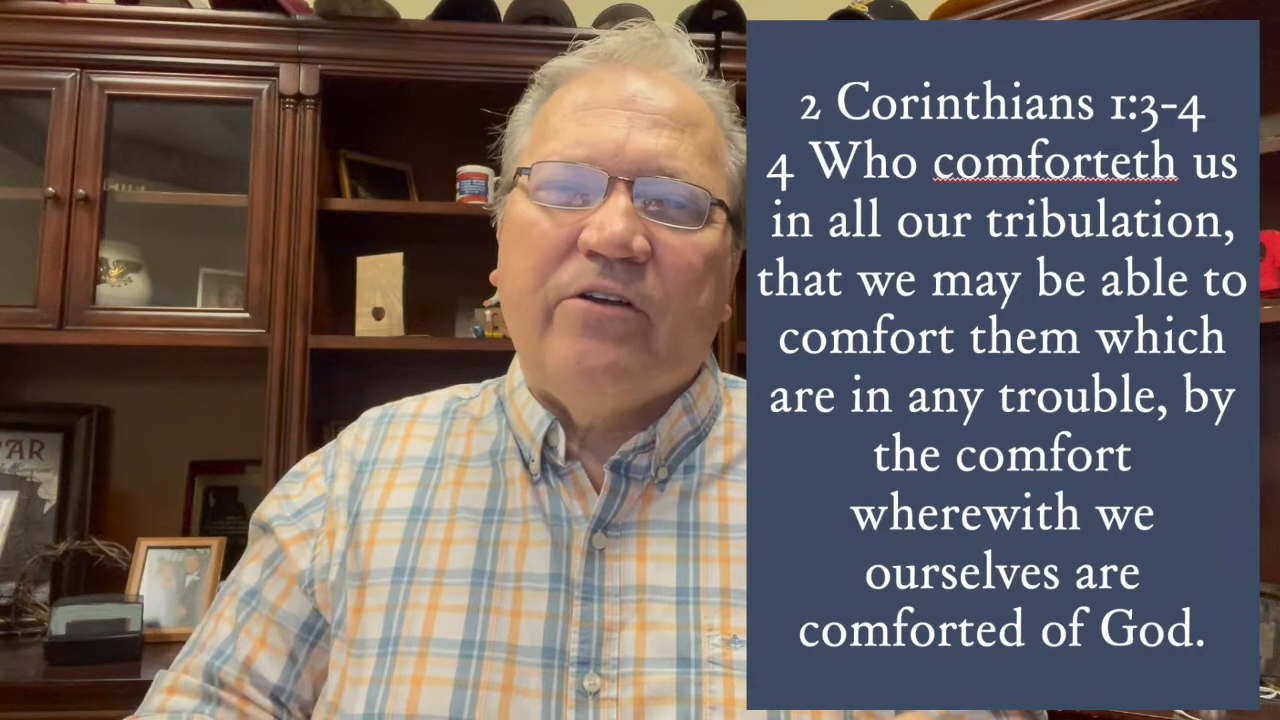 2 Corinthians 1:3-4
4 Who comforteth us
in all our tribulation,
that we may be able to
comfort them which
are in any trouble, by
the comfort
wherewith we
ourselves are
comforted of God.